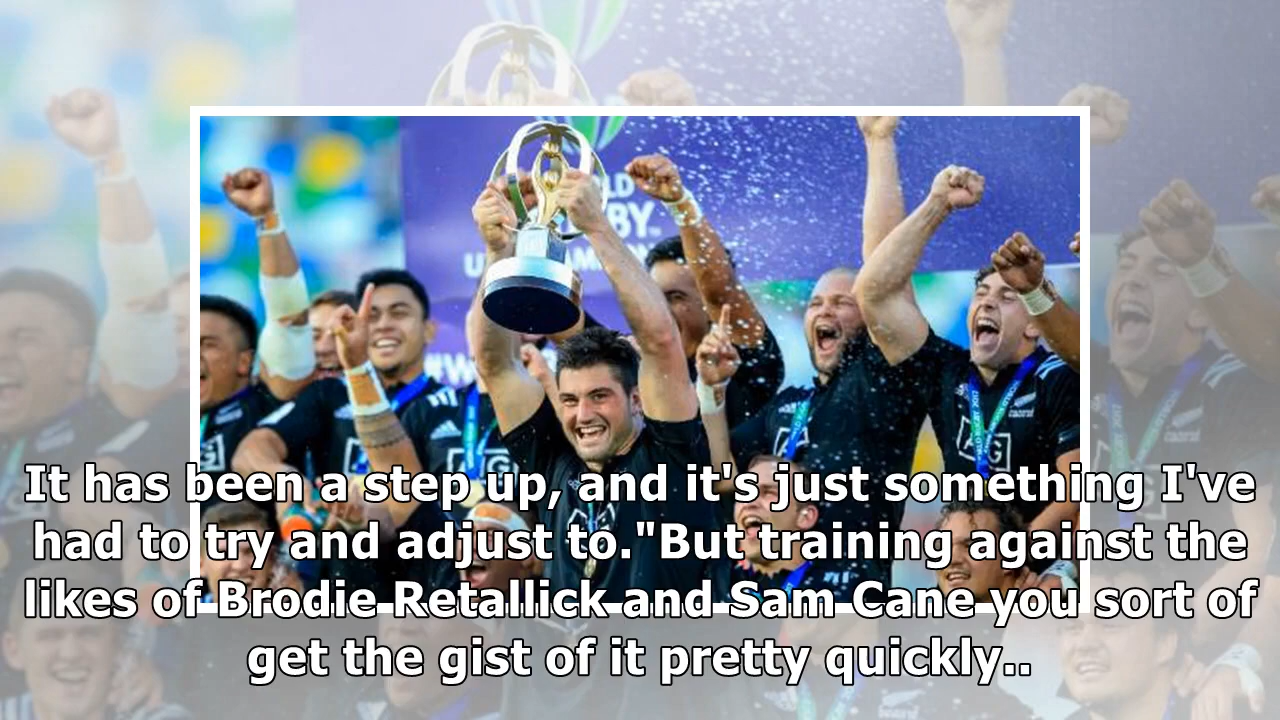 It has been a step up, and it's just something I've
had to try and adjust to."But training against the
likes of Brodie Retallick and Sam Cane you sort of
get the gist of it pretty quickly..